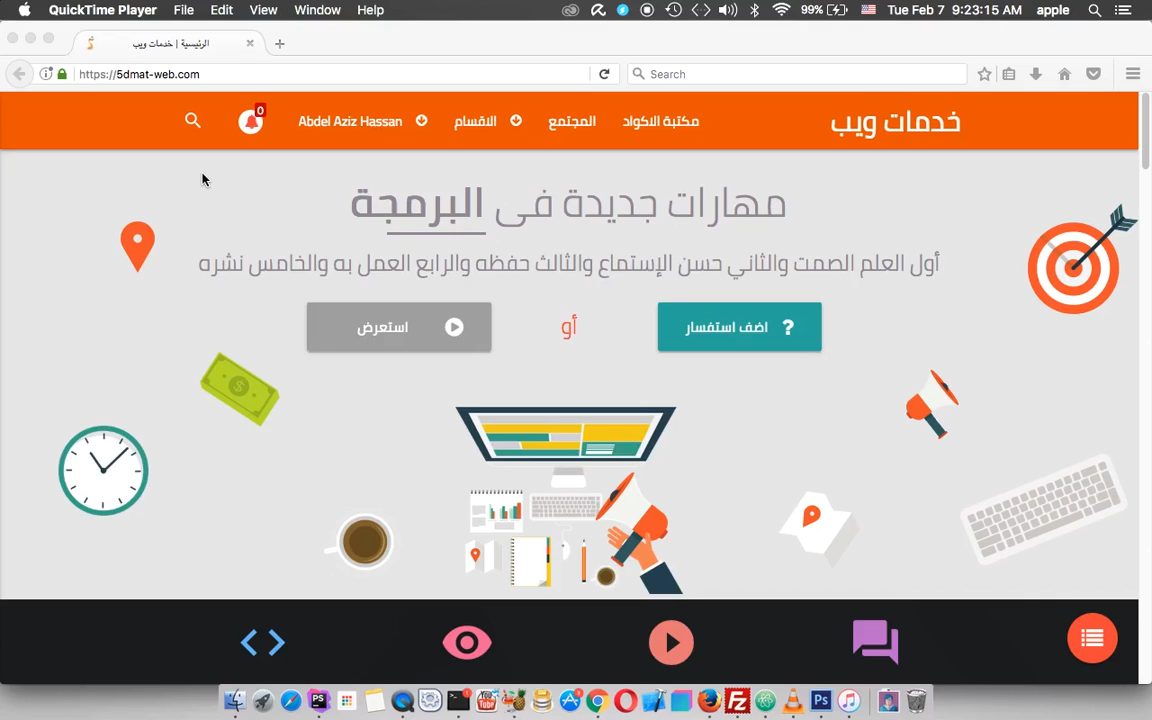 QuickTime Player File Edit View Window Help 99% Tue Feb 7 9:23:15 AM apple
الرئيسية | خدمات ويب
https://5dmat-web.com Search
خدمات ويب مكتبة الاكواد المجتمع الاقسام Abdel Aziz Hassan 0
مهارات جديدة فى البرمجة
أول العلم الصمت والثاني حسن الإستماع والثالث حفظه والرابع العمل به والخامس نشره
اضف استفسار ? أو استعرض